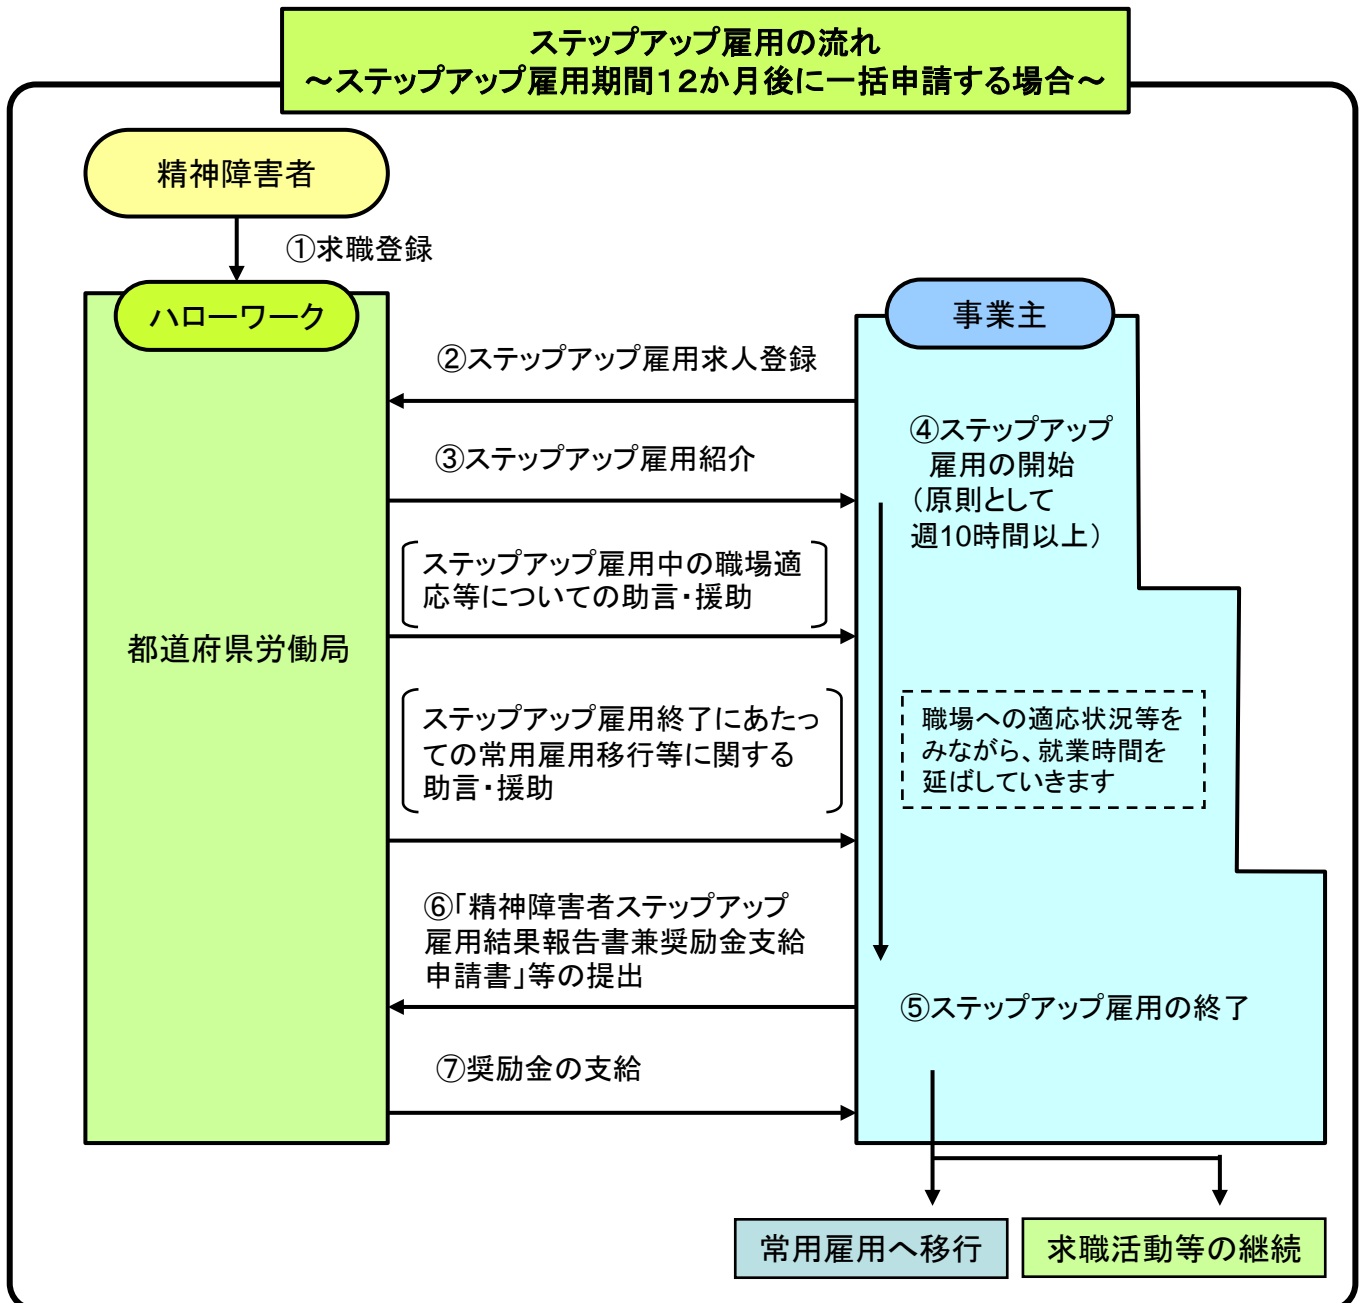 ステップアップ雇用の流れ
～ステップアップ雇用期間１２か月後に一括申請する場合～
精神障害者
①求職登録
ハローワーク
事業主
②ステップアップ雇用求人登録
③ステップアップ雇用紹介
④ステップアップ
雇用の開始
（原則として
週10時間以上）
ステップアップ雇用中の職場適
応等についての助言・援助
都道府県労働局
ステップアップ雇用終了にあたっ
ての常用雇用移行等に関する
助言・援助
職場への適応状況等を
みながら、就業時間を
延ばしていきます
⑥「精神障害者ステップアップ
雇用結果報告書兼奨励金支給
申請書」等の提出
⑤ステップアップ雇用の終了
⑦奨励金の支給
常用雇用へ移行
求職活動等の継続